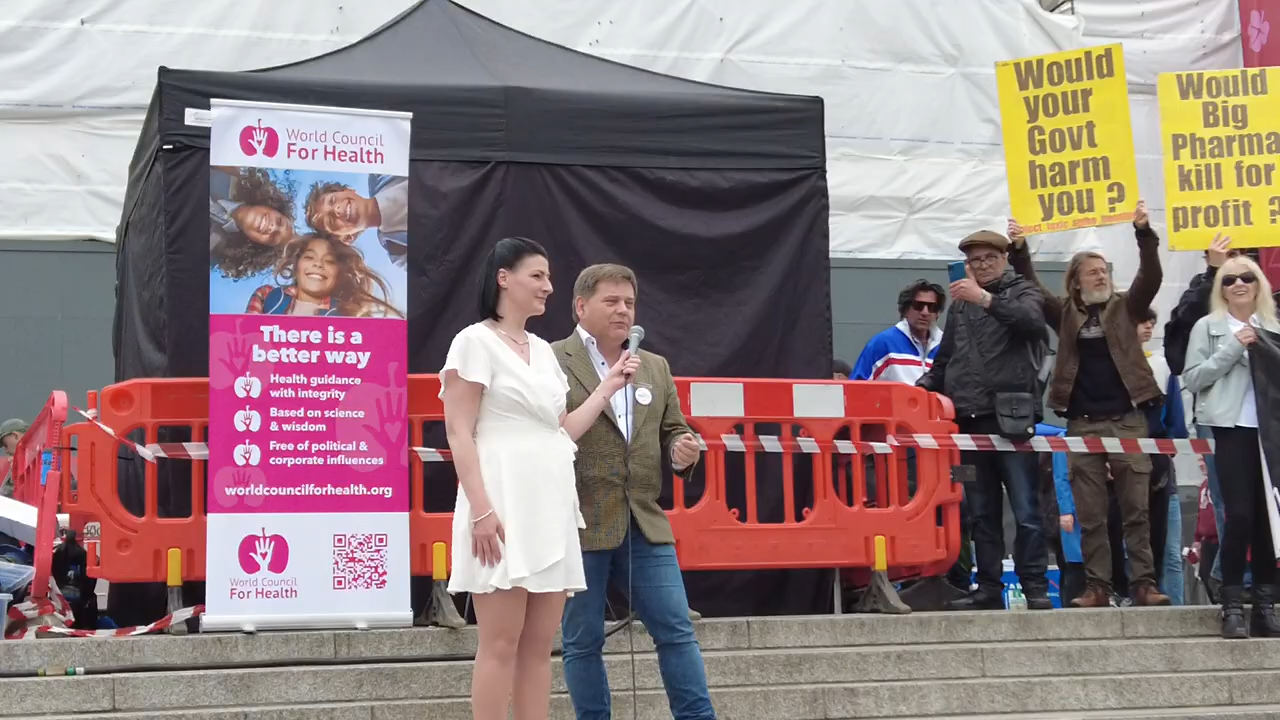 World Council
For Health
There is a
better way
Health guidance
with integrity
Based on science
& wisdom
Free of political &
corporate influences
worldcouncilforhealth.org
World Council
For Health
Would
your
Govt
harm
you ?
Would
Big
Pharma
kill for
profit ?